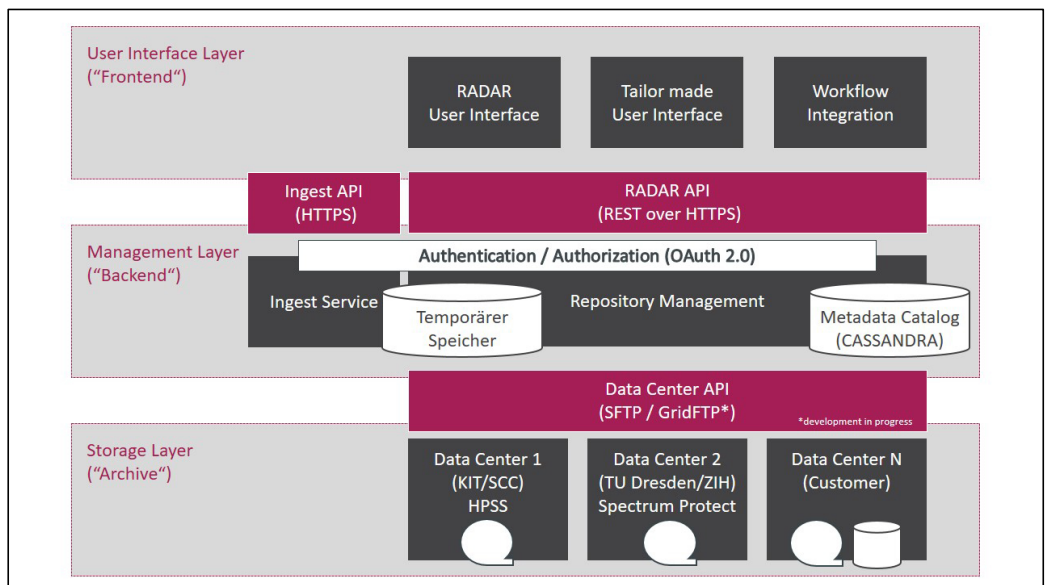 User Interface Layer
(“Frontend“)
RADAR
User Interface
Tailor made
User Interface
Workflow
Integration
Ingest API
(HTTPS)
RADAR API
(REST over HTTPS)
Management Layer
(“Backend“)
Authentication / Authorization (OAuth 2.0)
Ingest Service
Temporärer
Speicher
Repository Management
Metadata Catalog
(CASSANDRA)
Data Center API
(SFTP / GridFTP*)
*development in progress
Storage Layer
(“Archive“)
Data Center 1
(KIT/SCC)
HPSS
Data Center 2
(TU Dresden/ZIH)
Spectrum Protect
Data Center N
(Customer)